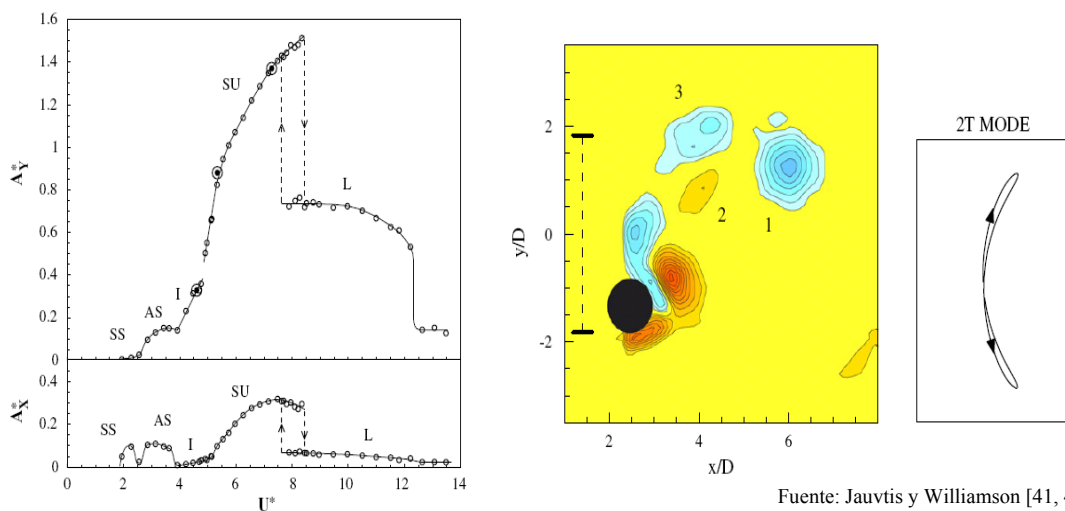 1.6
1.4
1.2
1
0.8
0.6
0.4
0.2
0
A*Y
SS
AS
I
SU
L
0.4
0.2
0
A*X
SS
AS
I
SU
L
0 2 4 6 8 10 12 14
U*
2
0
-2
y/D
3
2
1
2 4 6
x/D
2T MODE
Fuente: Jauvtis y Williamson [41, 4